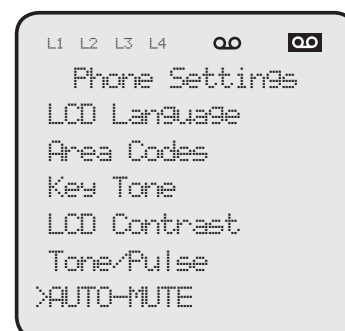 L1 L2 L3 L4
Phone Settings
LCD Language
Area Codes
Key Tone
LCD Contrast
Tone/Pulse
>AUTO-MUTE